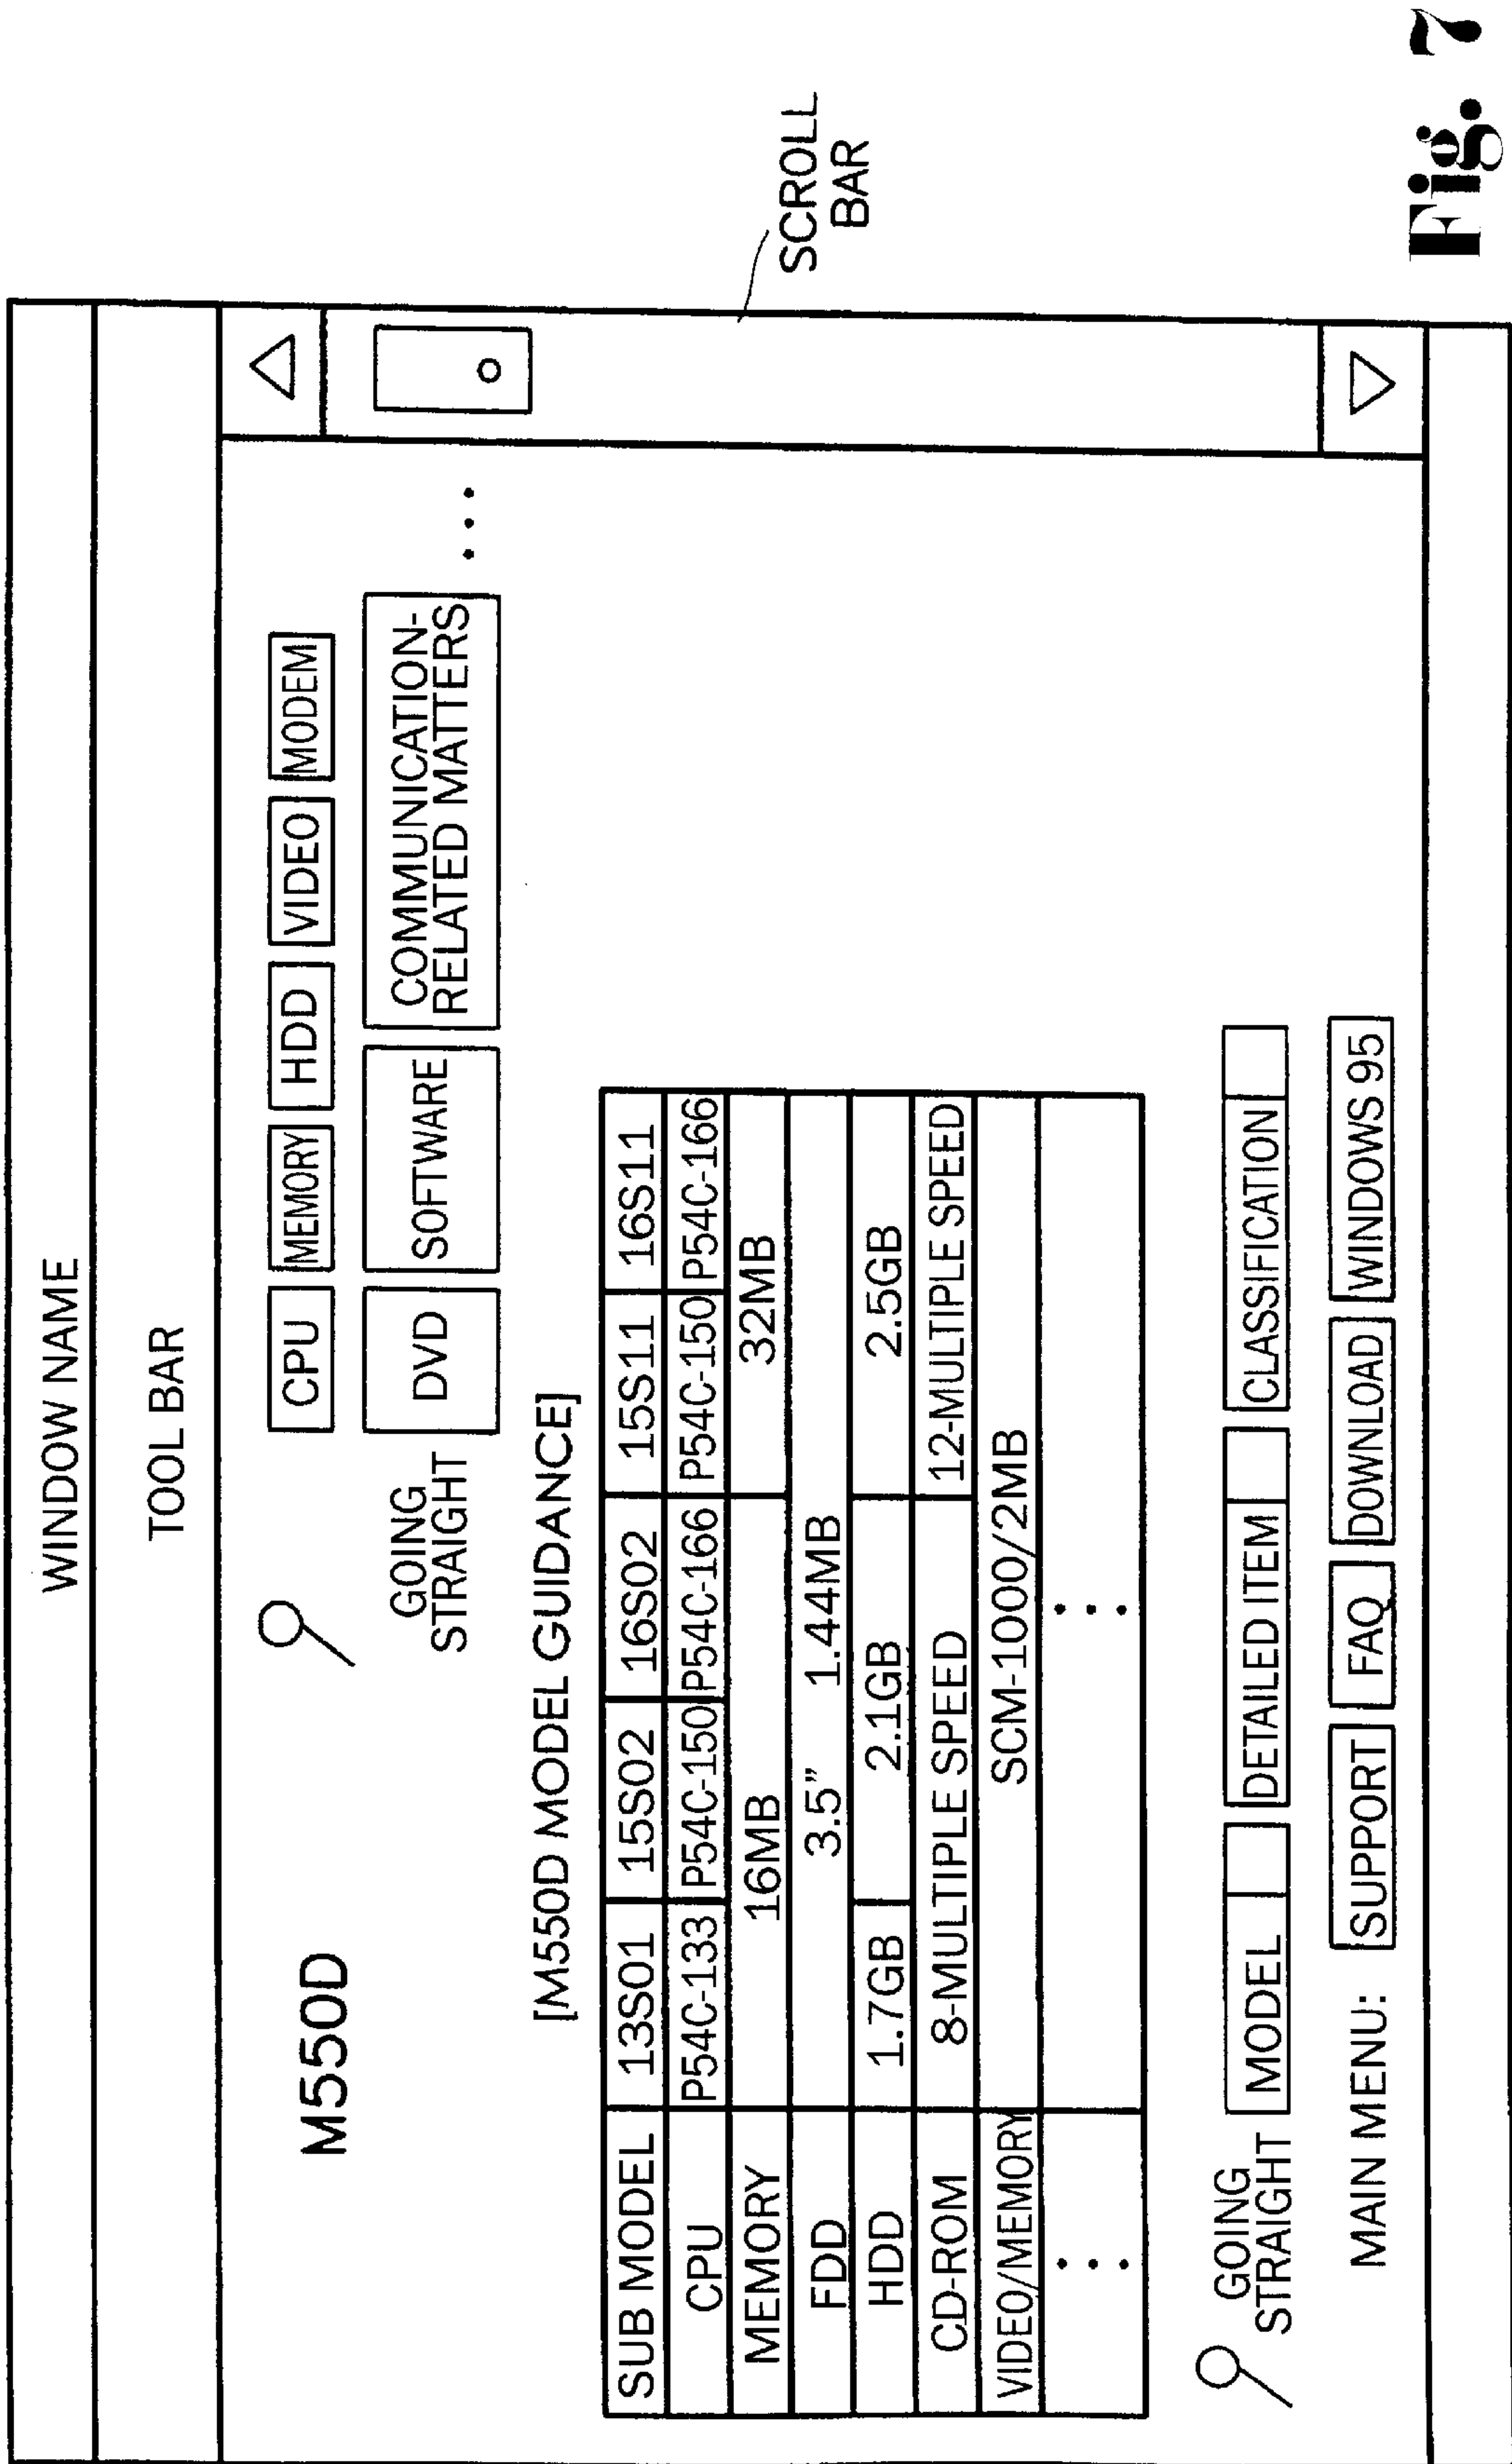 WINDOW NAME
TOOL BAR
M550D
CPU MEMORY HDD VIDEO MODEM
GOING
STRAIGHT
DVD SOFTWARE
COMMUNICATION-
RELATED MATTERS
...
SCROLL
BAR
[M550D MODEL GUIDANCE]
SUB MODEL 13S01 15S02 16S02 15S11 16S11
CPU P54C-133 P54C-150 P54C-166 P54C-150 P54C-166
MEMORY 16MB 32MB
FDD 3.5” 1.44MB
HDD 1.7GB 2.1GB 2.5GB
CD-ROM 8-MULTIPLE SPEED 12-MULTIPLE SPEED
VIDEO/MEMORY SCM-1000/2MB
⋮ ⋮
GOING
STRAIGHT
MODEL DETAILED ITEM CLASSIFICATION
MAIN MENU: SUPPORT FAQ DOWNLOAD WINDOWS 95
Fig. 7